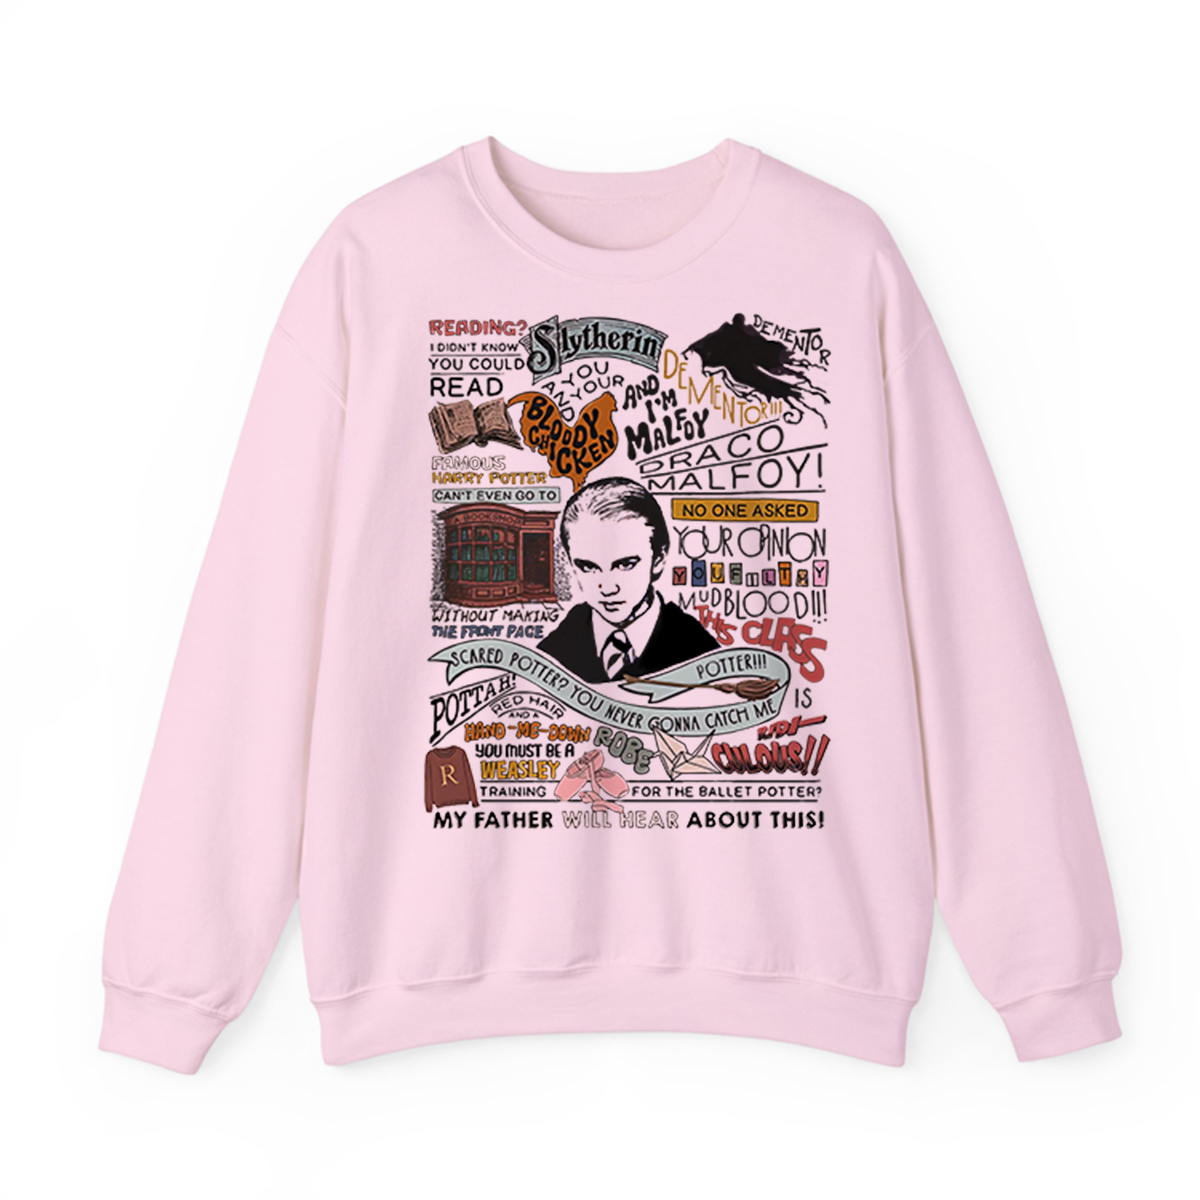 READING?
I DIDN'T KNOW
YOU COULD
READ
Slytherin
YOU
AND YOUR
BLOODY
CHICKEN
AND
I'M
MALFOY
DEMENTOR
DEMENTOR!!!
DRACO
MALFOY!
FAMOUS
HARRY POTTER
CAN'T EVEN GO TO
A BOOKSHOP
WITHOUT MAKING
THE FRONT PAGE
NO ONE ASKED
YOUR OPINION
YOU FILTHY
MUDBLOOD!!!
THIS CLASS
IS
RIDI-
CULOUS!!
SCARED POTTER? YOU NEVER GONNA CATCH ME
POTTER!!!
POTTAH!
RED HAIR
AND A
HAND-ME-DOWN
ROBE
YOU MUST BE A
WEASLEY
R
TRAINING FOR THE BALLET POTTER?
MY FATHER WILL HEAR ABOUT THIS!